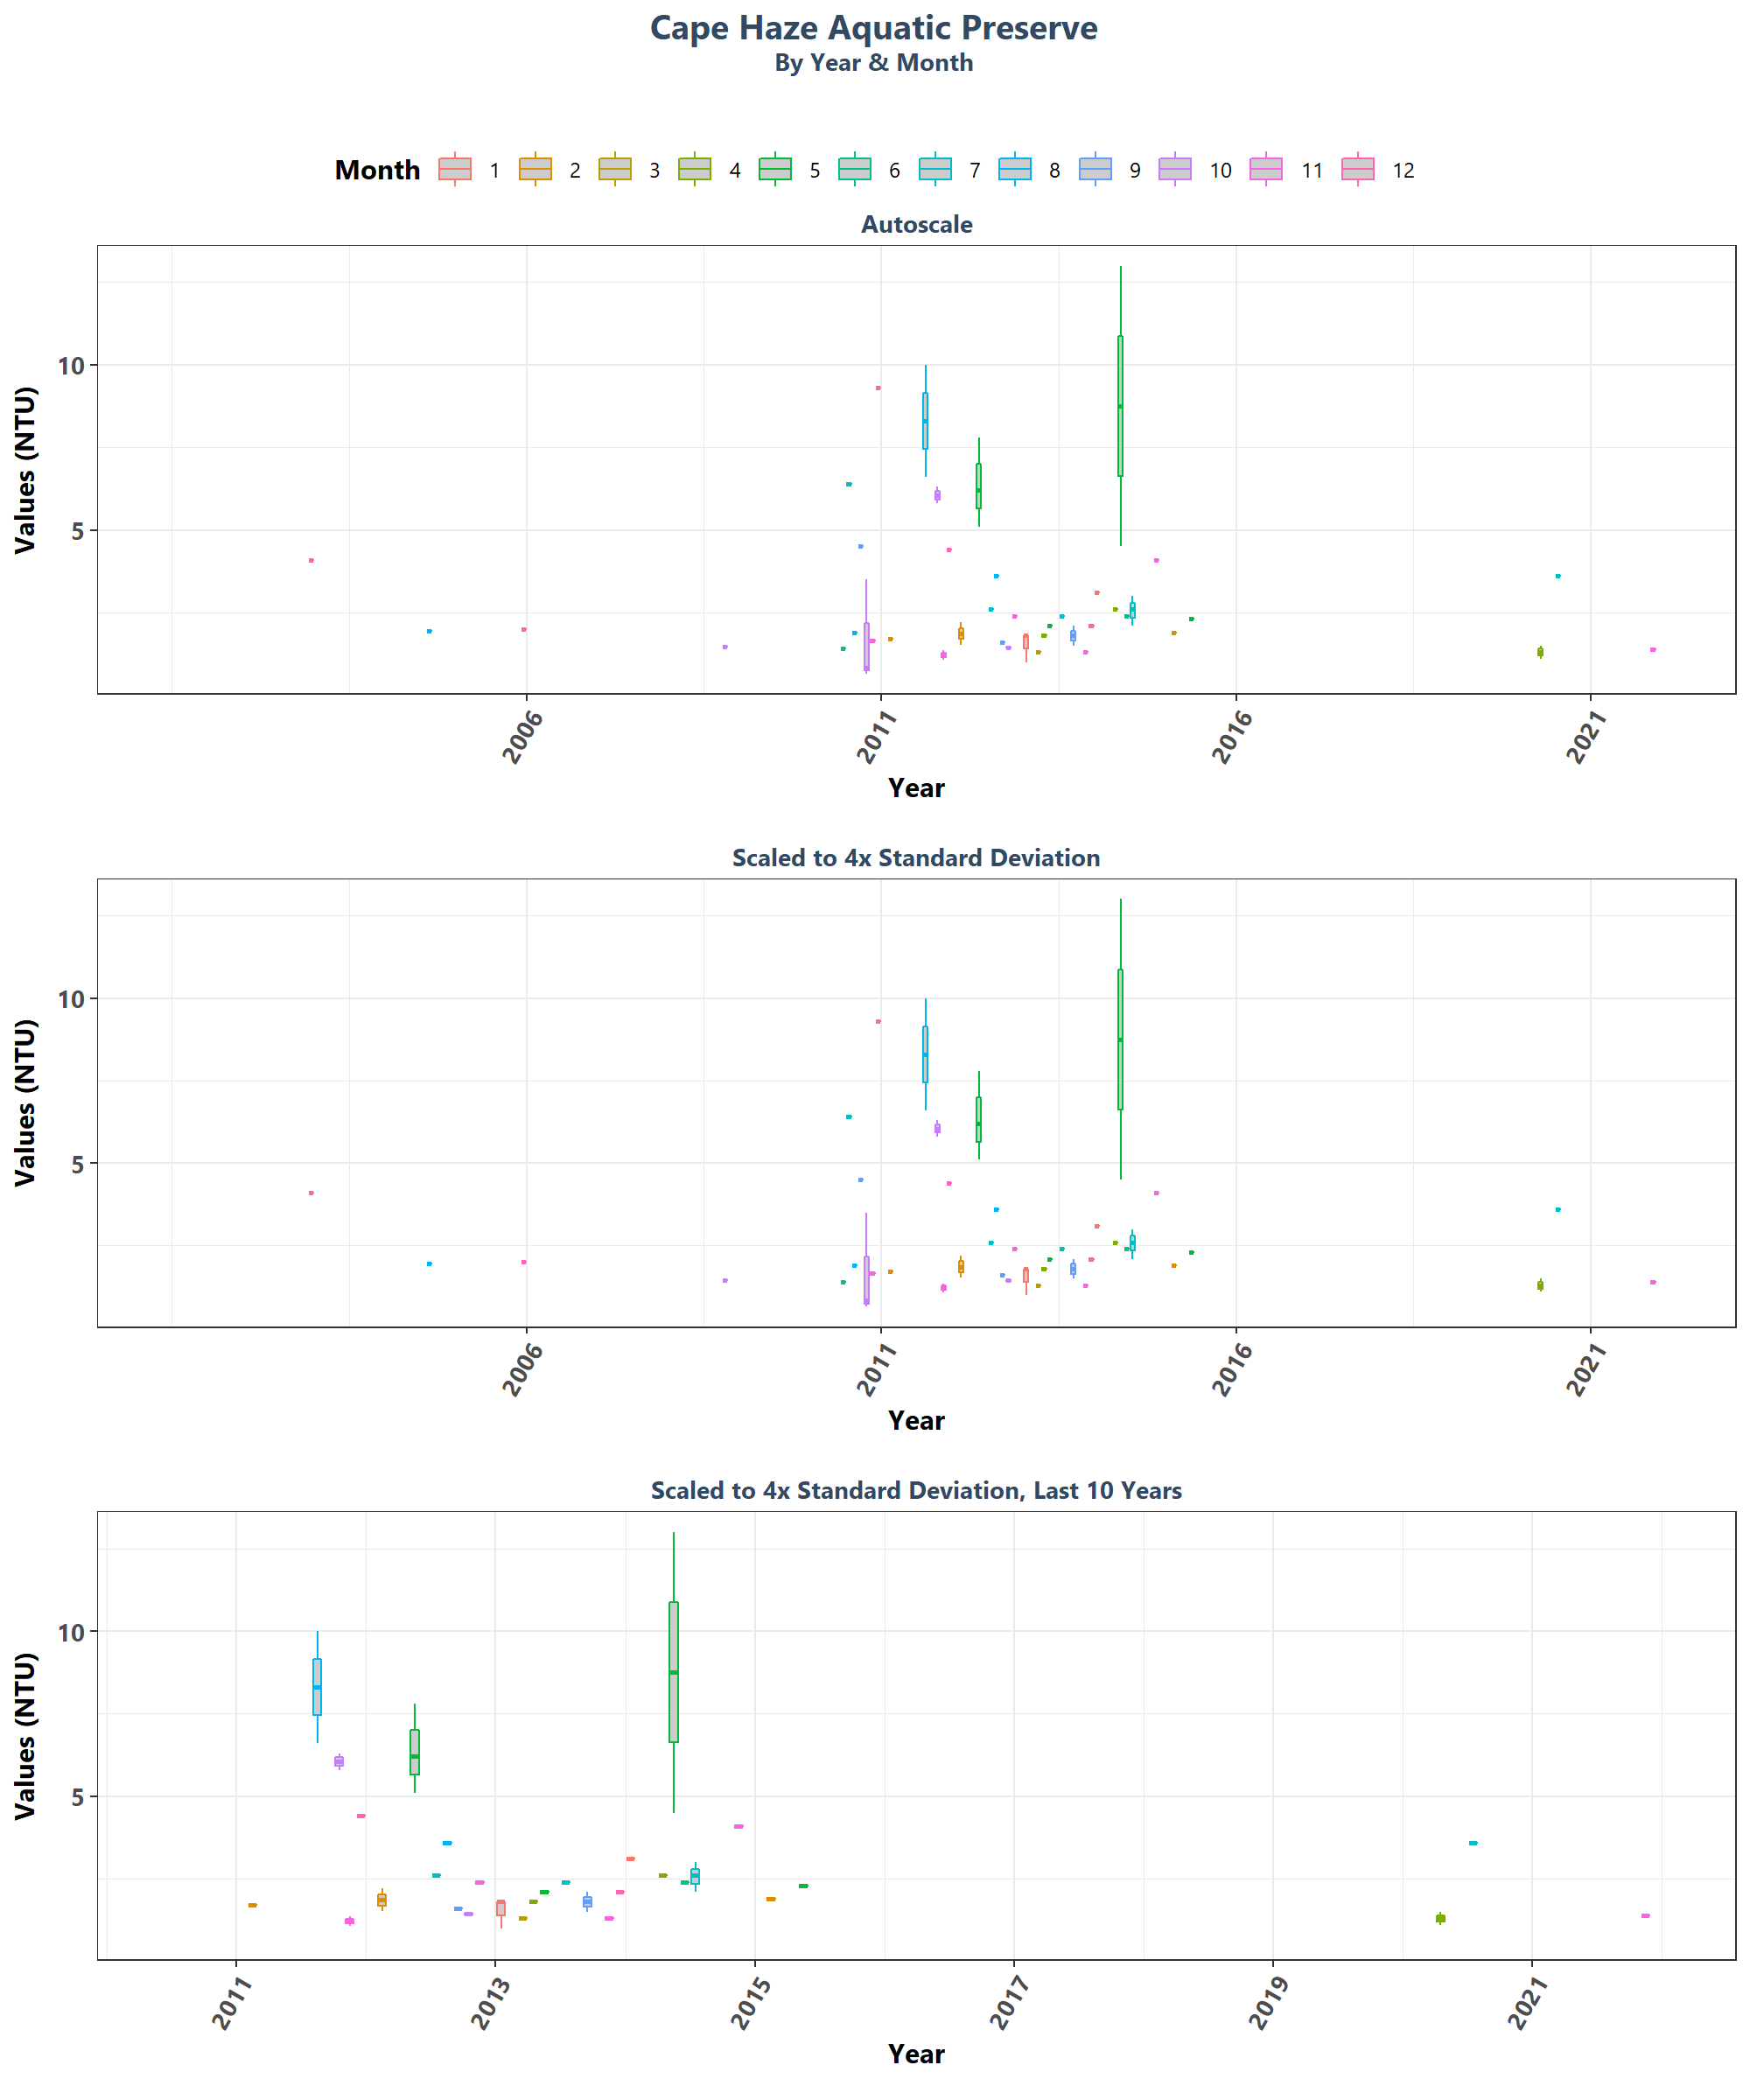 Cape Haze Aquatic Preserve
By Year & Month
Month 1 2 3 4 5 6 7 8 9 10 11 12
Autoscale
Values (NTU)
10
5
2006 2011 2016 2021
Year
Scaled to 4x Standard Deviation
Values (NTU)
10
5
2006 2011 2016 2021
Year
Scaled to 4x Standard Deviation, Last 10 Years
Values (NTU)
10
5
2011 2013 2015 2017 2019 2021
Year